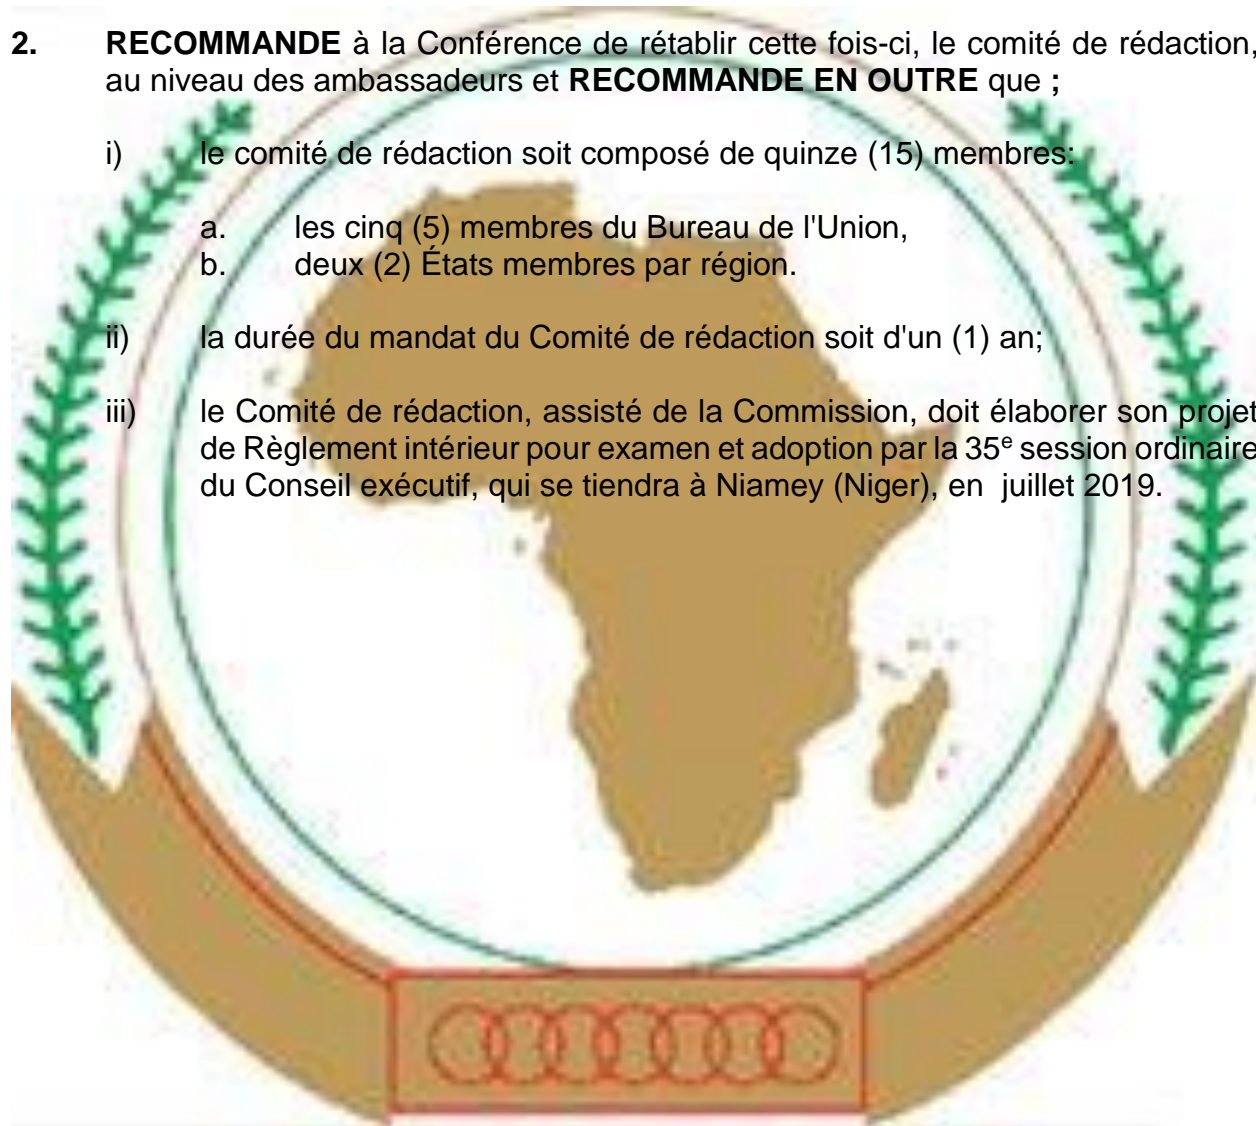 2. RECOMMANDE à la Conférence de rétablir cette fois-ci, le comité de rédaction,
au niveau des ambassadeurs et RECOMMANDE EN OUTRE que ;
i) le comité de rédaction soit composé de quinze (15) membres:
a. les cinq (5) membres du Bureau de l'Union,
b. deux (2) États membres par région.
ii) la durée du mandat du Comité de rédaction soit d'un (1) an;
iii) le Comité de rédaction, assisté de la Commission, doit élaborer son projet
de Règlement intérieur pour examen et adoption par la 35e session ordinaire
du Conseil exécutif, qui se tiendra à Niamey (Niger), en juillet 2019.